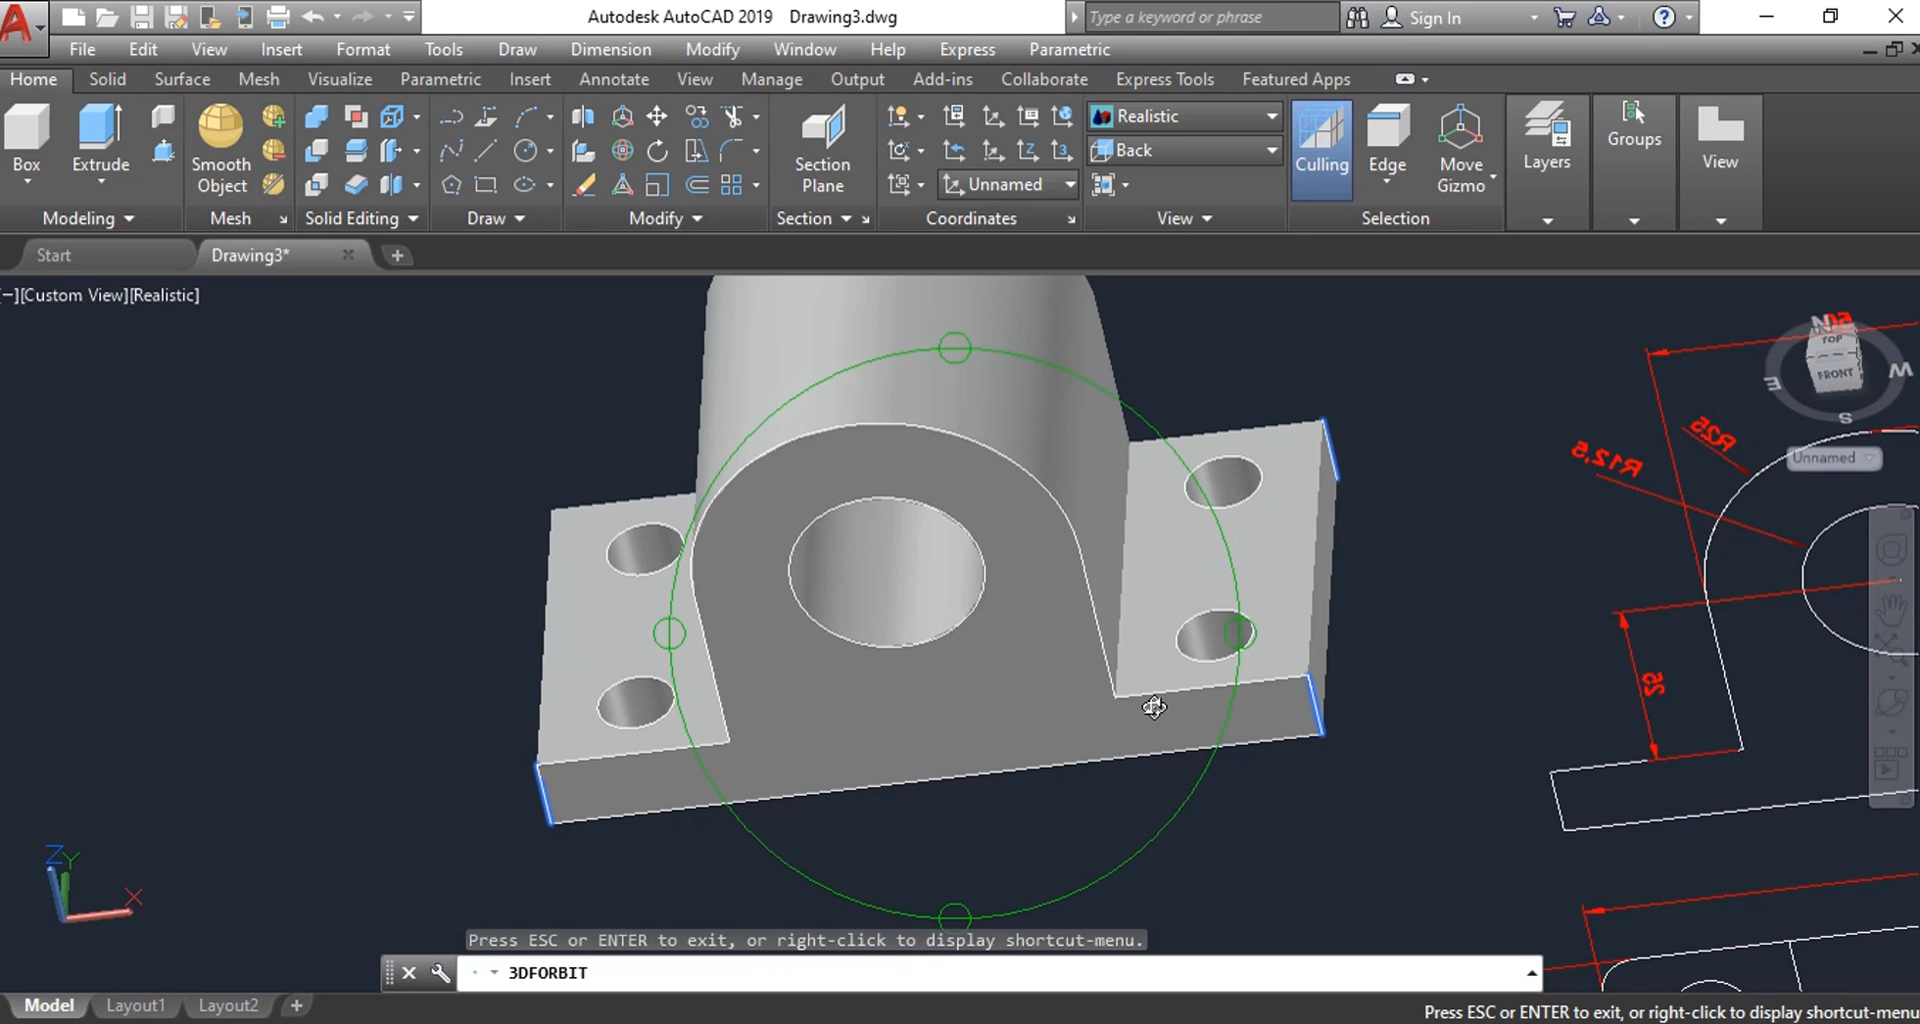 Autodesk AutoCAD 2019 Drawing3.dwg
Type a keyword or phrase
Sign In
File Edit View Insert Format Tools Draw Dimension Modify Window Help Express Parametric
Home Solid Surface Mesh Visualize Parametric Insert Annotate View Manage Output Add-ins Collaborate Express Tools Featured Apps
Box
Extrude
Smooth Object
Section Plane
Realistic
Back
Unnamed
Culling
Edge
Move Gizmo
Layers
Groups
View
Modeling
Mesh
Solid Editing
Draw
Modify
Section
Coordinates
View
Selection
Start
Drawing3*
[−][Custom View][Realistic]
N
TOP
FRONT
E
W
S
Unnamed
R25
R12,5
25
Z
Y
X
Press ESC or ENTER to exit, or right-click to display shortcut-menu.
3DFORBIT
Model Layout1 Layout2
Press ESC or ENTER to exit, or right-click to display shortcut-menu